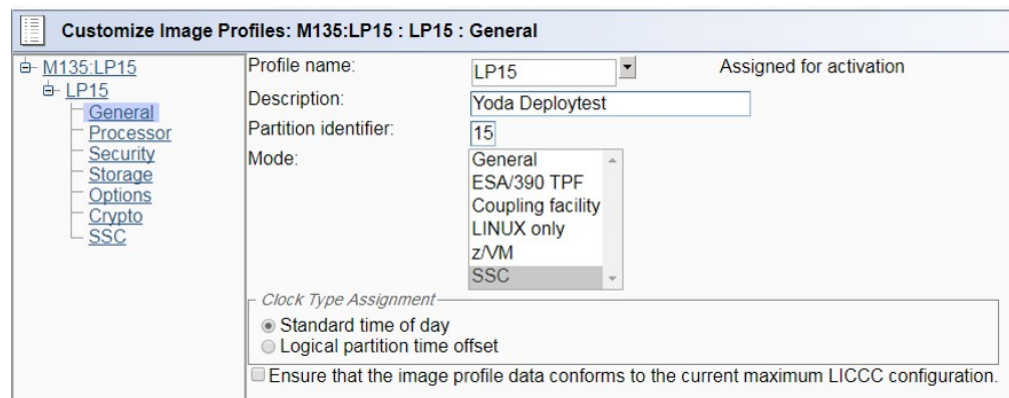 Customize Image Profiles: M135:LP15 : LP15 : General
M135:LP15
LP15
General
Processor
Security
Storage
Options
Crypto
SSC
Profile name: LP15 Assigned for activation
Description: Yoda Deploytest
Partition identifier: 15
Mode: General
ESA/390 TPF
Coupling facility
LINUX only
z/VM
SSC
Clock Type Assignment
Standard time of day
Logical partition time offset
Ensure that the image profile data conforms to the current maximum LICCC configuration.